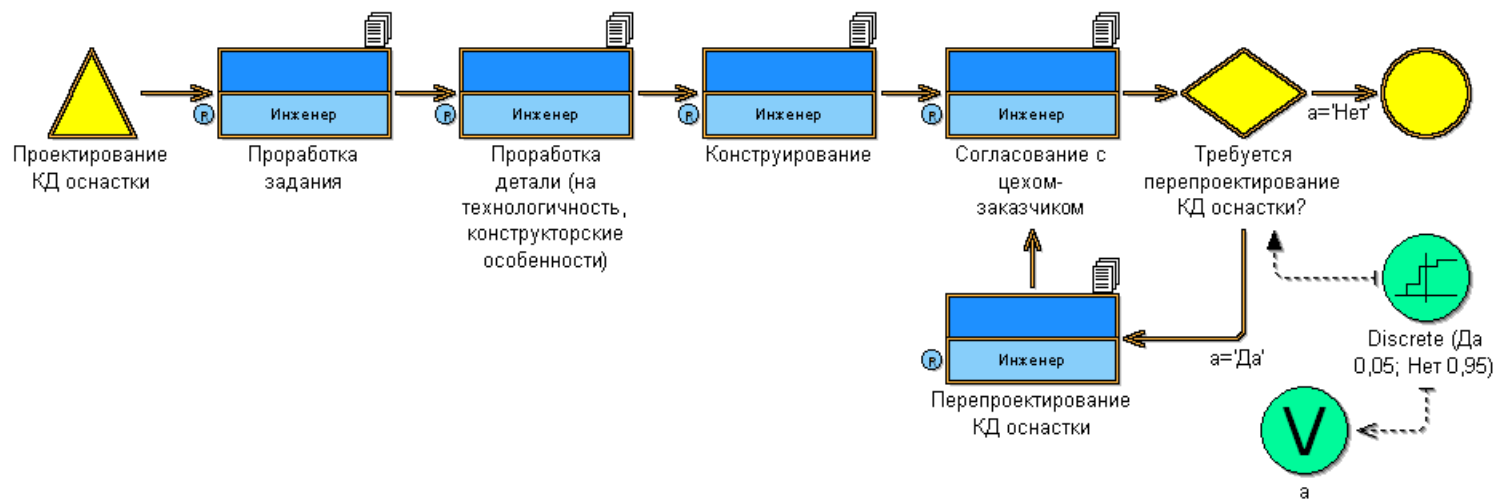 Проектирование
КД оснастки
R
Инженер
Проработка
задания
R
Инженер
Проработка
детали (на
технологичность,
конструкторские
особенности)
R
Инженер
Конструирование
R
Инженер
Согласование с
цехом-
заказчиком
Требуется
перепроектирование
КД оснастки?
a='Нет'
R
Инженер
Перепроектирование
КД оснастки
a='Да'
Discrete (Да
0,05; Нет 0,95)
V
a